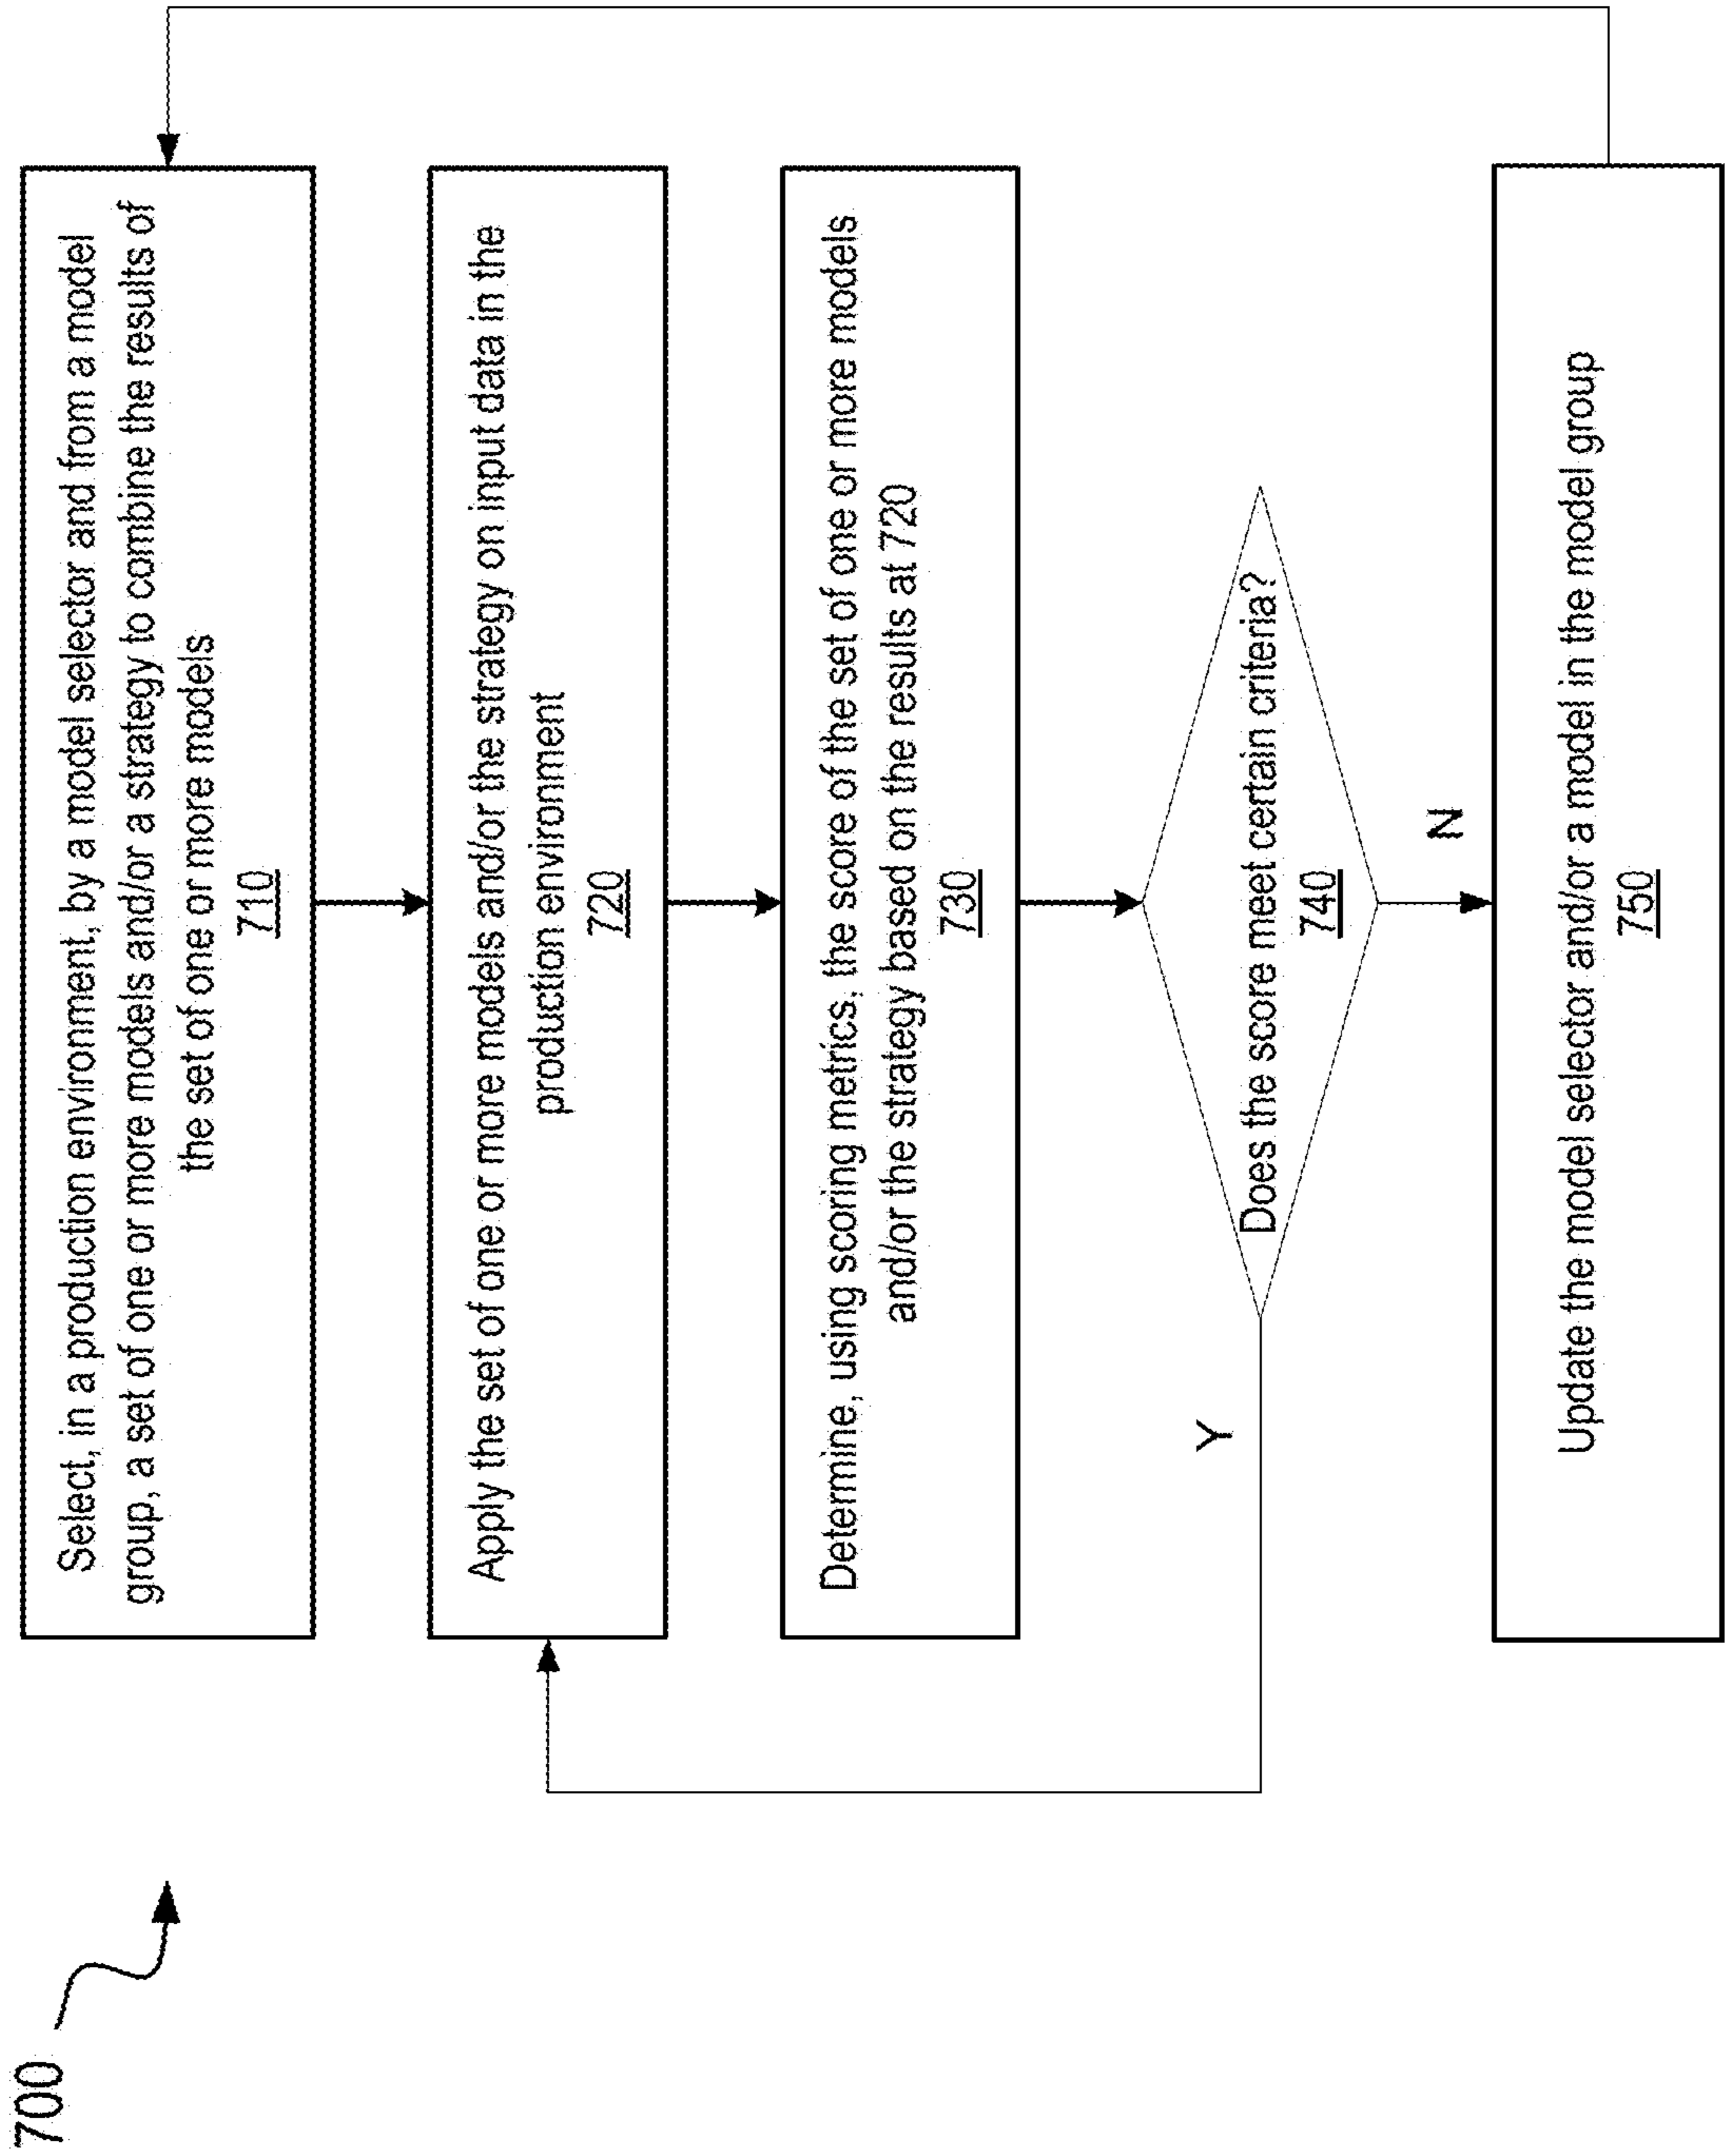 700
Select, in a production environment, by a model selector and from a model
group, a set of one or more models and/or a strategy to combine the results of
the set of one or more models
710
Apply the set of one or more models and/or the strategy on input data in the
production environment
720
Determine, using scoring metrics, the score of the set of one or more models
and/or the strategy based on the results at 720
730
Does the score meet certain criteria?
740
Y
N
Update the model selector and/or a model in the model group
750